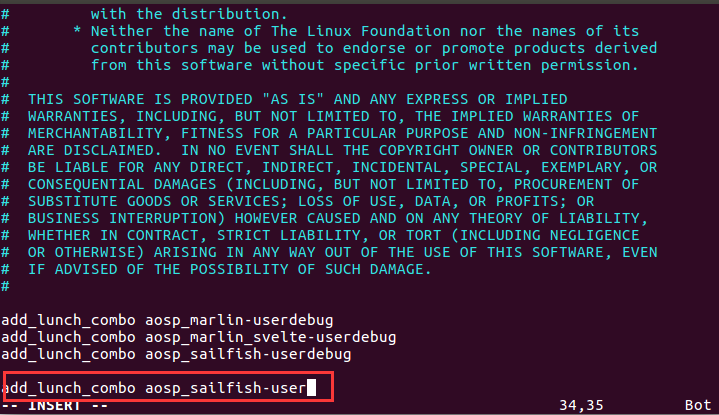 #          with the distribution.
#        * Neither the name of The Linux Foundation nor the names of its
#          contributors may be used to endorse or promote products derived
#          from this software without specific prior written permission.
#
#  THIS SOFTWARE IS PROVIDED "AS IS" AND ANY EXPRESS OR IMPLIED
#  WARRANTIES, INCLUDING, BUT NOT LIMITED TO, THE IMPLIED WARRANTIES OF
#  MERCHANTABILITY, FITNESS FOR A PARTICULAR PURPOSE AND NON-INFRINGEMENT
#  ARE DISCLAIMED.  IN NO EVENT SHALL THE COPYRIGHT OWNER OR CONTRIBUTORS
#  BE LIABLE FOR ANY DIRECT, INDIRECT, INCIDENTAL, SPECIAL, EXEMPLARY, OR
#  CONSEQUENTIAL DAMAGES (INCLUDING, BUT NOT LIMITED TO, PROCUREMENT OF
#  SUBSTITUTE GOODS OR SERVICES; LOSS OF USE, DATA, OR PROFITS; OR
#  BUSINESS INTERRUPTION) HOWEVER CAUSED AND ON ANY THEORY OF LIABILITY,
#  WHETHER IN CONTRACT, STRICT LIABILITY, OR TORT (INCLUDING NEGLIGENCE
#  OR OTHERWISE) ARISING IN ANY WAY OUT OF THE USE OF THIS SOFTWARE, EVEN
#  IF ADVISED OF THE POSSIBILITY OF SUCH DAMAGE.
#
add_lunch_combo aosp_marlin-userdebug
add_lunch_combo aosp_marlin_svelte-userdebug
add_lunch_combo aosp_sailfish-userdebug
add_lunch_combo aosp_sailfish-user
-- INSERT -- 34,35 Bot